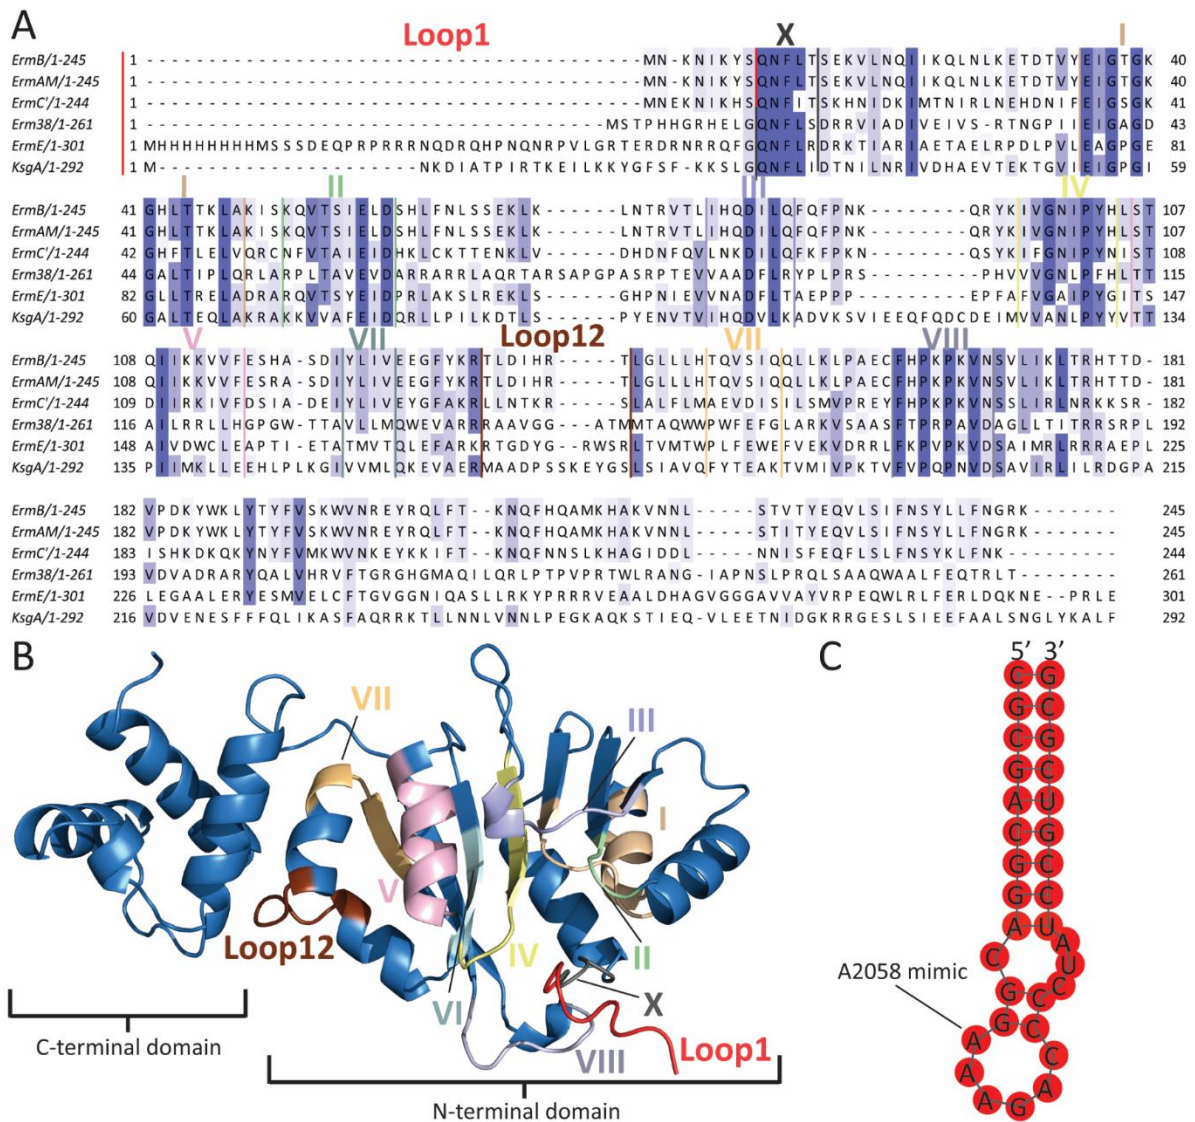 A
Loop1 X I
ErmB/1-245 1 -----------------------------------------MN-KNIKYSQNFLTSEKVLNQIIKQLNLKETDTVYEIGTGK 40
ErmAM/1-245 1 -----------------------------------------MN-KNIKYSQNFLTSEKVLNQIIKQLNLKETDTVYEIGTGK 40
ErmC'/1-244 1 -----------------------------------------MNEKNIKHSQNFITSKHNIDKIMTNIRLNEHDNIFEIGSGK 41
Erm38/1-261 1 --------------------------------------MSTPHHGRHELGQNFLSDRRVIADIVEIVS-RTNGPIIEIGAGD 43
ErmE/1-301 1 MHHHHHHHHHMSSSDEQPRPRRRNQDRQHPNQNRPVLGRTERDRNRRQFGQNFLRDRKTIARIAETAELRPDLPVLEAGPGE 81
KsgA/1-292 1 M----------------------NKDIATPIRTKEILKKYGFSF-KKSLGQNFLIDTNILNRIVDHAEVTEKTGVIEIGPGI 59
I II III IV
ErmB/1-245 41 GHLTTKLAKISKQVTSIELDSHLFNLSSEKLK-------LNTRVTLIHQDILQFQFPNK---------QRYKIVGNIPYHLST 107
ErmAM/1-245 41 GHLTTKLAKISKQVTSIELDSHLFNLSSEKLK-------LNTRVTLIHQDILQFQFPNK---------QRYKIVGNIPYHLST 107
ErmC'/1-244 42 GHFTLELVQRCNFVTAIEIDHKLCKTTENKLV-------DHDNFQVLNKDILQFKFPKN---------QSYKIFGNIPYNIST 108
Erm38/1-261 44 GALTIPLQRLARPLTAVEVDARRARRLAQRTARSAPGPASRPTEVVAADFLRYPLPRS---------PHVVVGNLPFHLTT 115
ErmE/1-301 82 GLLTRELADRARQVTSYEIDPRLAKSLREKLS-------GHPNIEVVNADFLTAEPPP---------EPFAFVGAIPYGITS 147
KsgA/1-292 60 GALTEQLAKRAKKVVAFEIDQRLLPILKDTLS-------PYENVTVIHQDVLKADVKSVIEEQFQDCDEIMVVANLPYYVTT 134
V VII Loop12 VII VIII
ErmB/1-245 108 QIIKKVVFESHA-SDIYLIVEEGFYKRTLDIHR------TLGLLLHTQVSIQQLLKLPAECFHPKPKVNSVLIKLTRHTTD- 181
ErmAM/1-245 108 QIIKKVVFESRA-SDIYLIVEEGFYKRTLDIHR------TLGLLLHTQVSIQQLLKLPAECFHPKPKVNSVLIKLTRHTTD- 181
ErmC'/1-244 109 DIIRKIVFDSIA-DEIYLIVEYGFAKRLLNTKR------SLALFLMAEVDISILSMVPREYFHPKPKVNSSLIRLNRKKSR- 182
Erm38/1-261 116 AILRRLLHGPGW-TTAVLLMQWEVARRRAAVGG---ATMMTAQWWPWFEFGLARKVSAASFTPRPAVDAGLLTITRRSRPL 192
ErmE/1-301 148 AIVDWCLEAPTI-ETATMVTQLEFARKRTGDYG-RWSRLTVMTWPLFEWEFVEKVDRRLFKPVPKVDSAIMRLRRRAEPL 225
KsgA/1-292 135 PIIMKLLEEHLPLKGIVVMLQKEVAERMAADPSSKEYGSLSIAVQFYTEAKTVMIVPKTVFVPQPNVDSAVIRLILRDGPA 215
ErmB/1-245 182 VPDKYWKLYTYFVSKWVNREYRQLFT--KNQFHQAMKHAKVNNL----STVTYEQVLSIFNSYLLFNGRK------- 245
ErmAM/1-245 182 VPDKYWKLYTYFVSKWVNREYRQLFT--KNQFHQAMKHAKVNNL----STITYEQVLSIFNSYLLFNGRK------- 245
ErmC'/1-244 183 ISHKDKQKYNYFVMKWVNKEYKKIFT--KNQFNNSLKHAGIDDL----NNISFEQFLSLFNSYKLFNK--------- 244
Erm38/1-261 193 VDVADRARYQALVHRVFTGRGHGMAQILQRLPTPVPRTWLRANG-IAPNSLPRQLSAAQWAALFEQTRLT------- 261
ErmE/1-301 226 LEGAALERYESMVELCFTGVGGNIQASLLRKYPRRRVEAALDHAGVGGGAVVAYVRPEQWLRLFERLDQKNE--PRLE 301
KsgA/1-292 216 VDVENESFFFQLIKASFAQRRKTLLNNLVNNLPEGKAQKSTIEQ-VLEETNIDGKRRGESLSIEEFAALSNGLYKALF 292
B
VII
III
I
V
Loop12
IV
II
VI
X
VIII
Loop1
C-terminal domain
N-terminal domain
C
5’ 3’
C G
G C
C G
G C
A U
C G
G C
G C
A U
C A
G U
G C
A C
A C
A C
G A
A2058 mimic